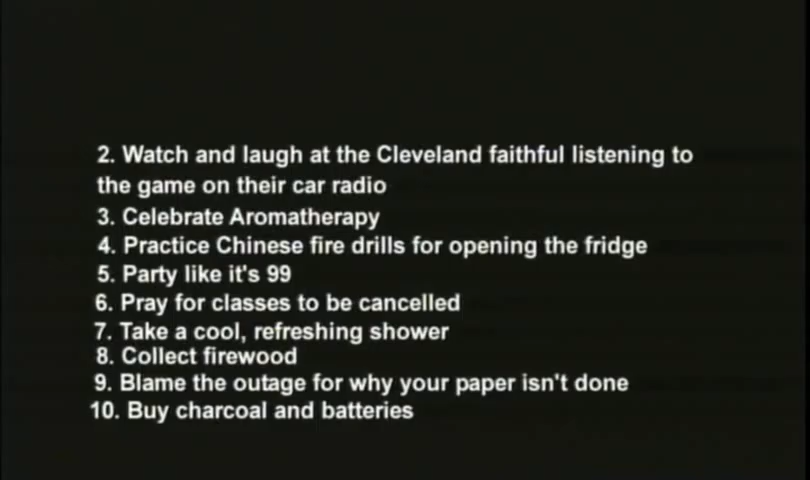 2. Watch and laugh at the Cleveland faithful listening to
the game on their car radio
3. Celebrate Aromatherapy
4. Practice Chinese fire drills for opening the fridge
5. Party like it's 99
6. Pray for classes to be cancelled
7. Take a cool, refreshing shower
8. Collect firewood
9. Blame the outage for why your paper isn't done
10. Buy charcoal and batteries